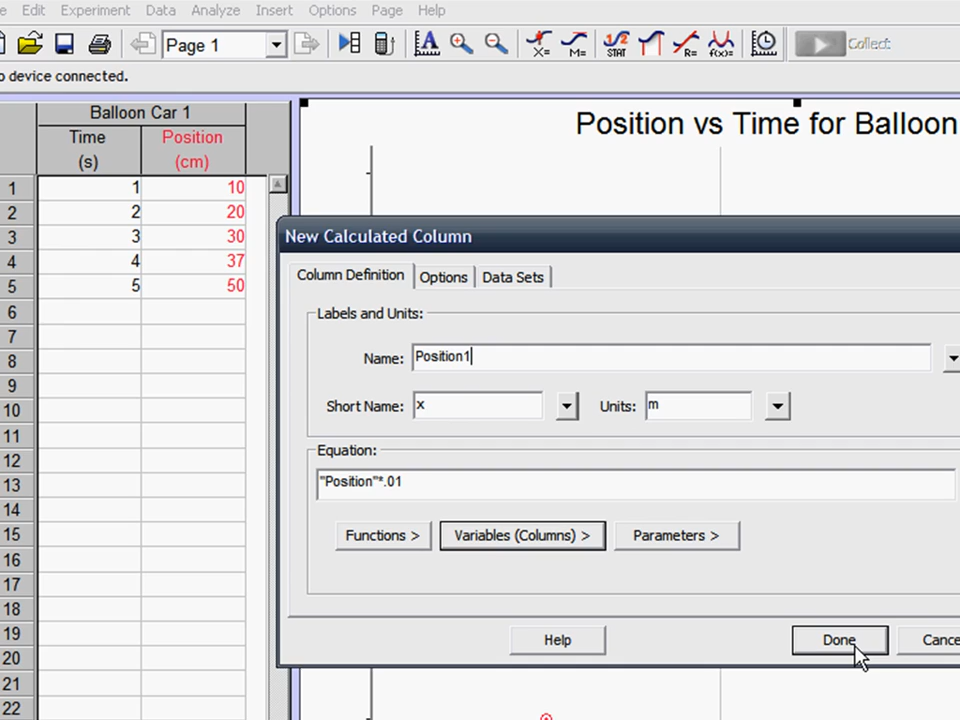 Edit Experiment Data Analyze Insert Options Page Help
Page 1
X= M= STAT R= f(x)= Collect
device connected.
Balloon Car 1
Position vs Time for Balloon
Time Position
(s) (cm)
1 1 10
2 2 20
3 3 30
4 4 37
5 5 50
6
7
8
9
10
11
12
13
14
15
16
17
18
19
20
21
22
New Calculated Column
Column Definition Options Data Sets
Labels and Units:
Name: Position1
Short Name: x Units: m
Equation:
"Position"*.01
Functions > Variables (Columns) > Parameters >
Help Done Cance